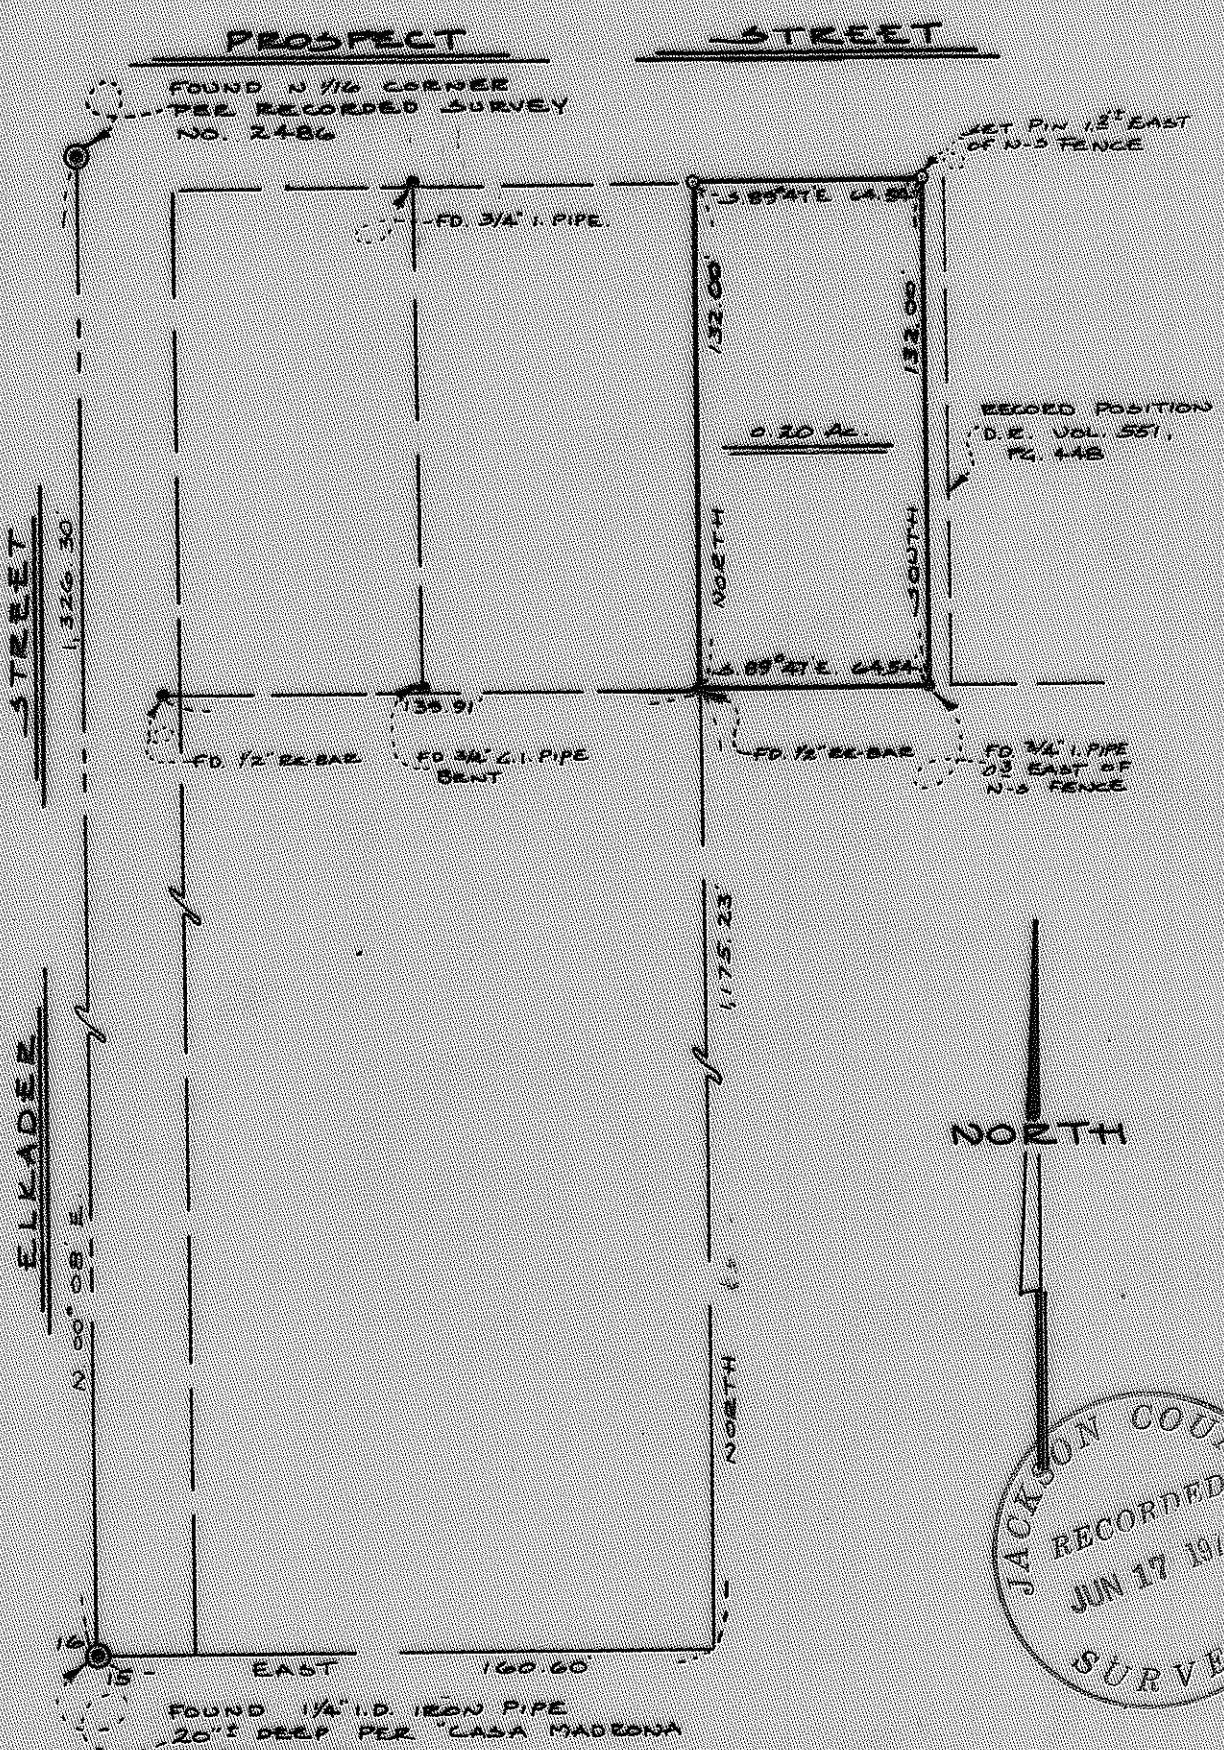 PROSPECT STREET
FOUND N 1/16 CORNER
PER RECORDED SURVEY
NO. 2486
SET PIN 1.2'± EAST
OF N-S FENCE
S 89°47'E 64.54
FD. 3/4" I. PIPE.
132.00'
132.00'
RECORD POSITION
D.R. VOL. 551,
PG. 448
0.20 Ac.
NORTH
SOUTH
STREET
1,326.30'
S 89°47'E 64.54
FD 1/2" RE-BAR
FD 3/4" G.I. PIPE
BENT
FD 1/2" RE-BAR
FD 3/4" I. PIPE
EAST OF
N-S FENCE
1,175.23'
NORTH
ELKADER
N 00° 08' E.
NORTH
JACKSON COU
RECORDED
JUN 17 19
SURVE
16
15
EAST 160.60'
FOUND 1 1/4" I.D. IRON PIPE
20"± DEEP PER "CASA MADRONA